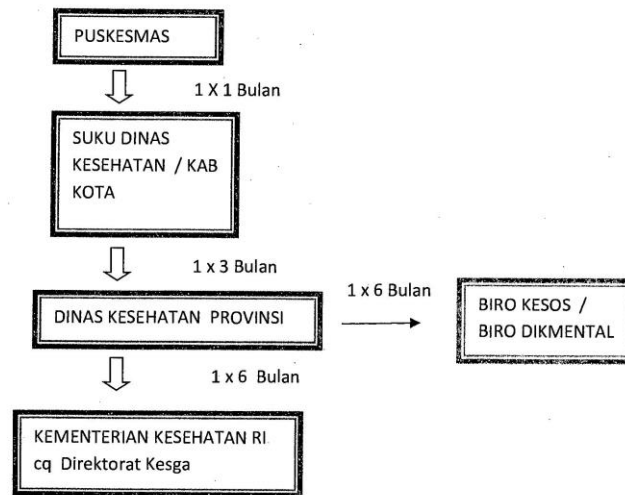 PUSKESMAS
1 X 1 Bulan
SUKU DINAS
KESEHATAN / KAB
KOTA
1 x 3 Bulan
1 x 6 Bulan
DINAS KESEHATAN PROVINSI
BIRO KESOS /
BIRO DIKMENTAL
1 x 6 Bulan
KEMENTERIAN KESEHATAN RI
cq Direktorat Kesga